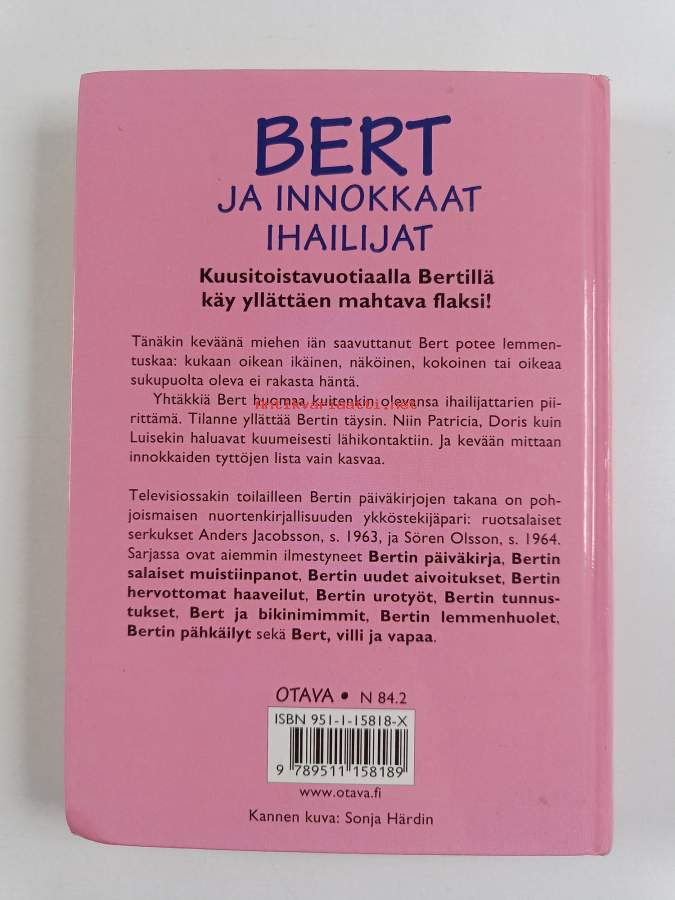 BERT
JA INNOKKAAT
IHAILIJAT
Kuusitoistavuotiaalla Bertillä
käy yllättäen mahtava flaksi!
Tänäkin keväänä miehen iän saavuttanut Bert potee lemmen-
tuskaa: kukaan oikean ikäinen, näköinen, kokoinen tai oikeaa
sukupuolta oleva ei rakasta häntä.
Yhtäkkiä Bert huomaa kuitenkin olevansa ihailijattarien pii-
Antikvariaatti.net
rittämä. Tilanne yllättää Bertin täysin. Niin Patricia, Doris kuin
Luisekin haluavat kuumeisesti lähikontaktiin. Ja kevään mittaan
innokkaiden tyttöjen lista vain kasvaa.
Televisiossakin toilailleen Bertin päiväkirjojen takana on poh-
joismaisen nuortenkirjallisuuden ykköstekijäpari: ruotsalaiset
serkukset Anders Jacobsson, s. 1963, ja Sören Olsson, s. 1964.
Sarjassa ovat aiemmin ilmestyneet Bertin päiväkirja, Bertin
salaiset muistiinpanot, Bertin uudet aivoitukset, Bertin
hervottomat haaveilut, Bertin urotyöt, Bertin tunnus-
tukset, Bert ja bikinimimmit, Bertin lemmenhuolet,
Bertin pähkäilyt sekä Bert, villi ja vapaa.
OTAVA • N 84.2
ISBN 951-1-15818-X
9 789511 158189
www.otava.fi
Kannen kuva: Sonja Härdin